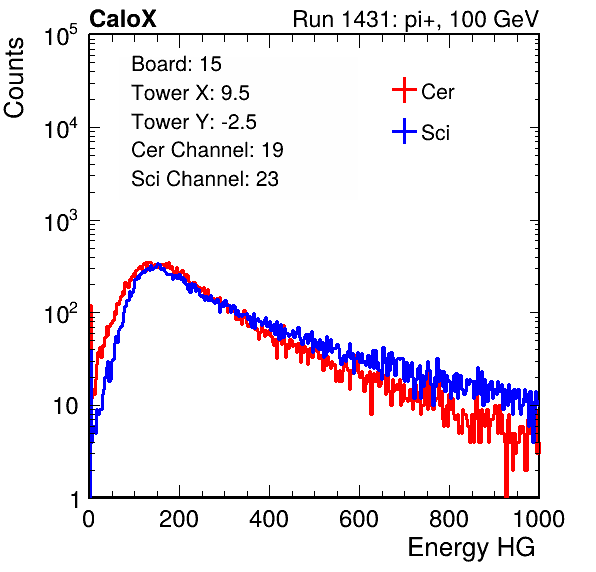 CaloX Run 1431: pi+, 100 GeV
Board: 15
Tower X: 9.5
Tower Y: -2.5
Cer Channel: 19
Sci Channel: 23
Cer
Sci
Counts
10^5
10^4
10^3
10^2
10
1
0 200 400 600 800 1000
Energy HG